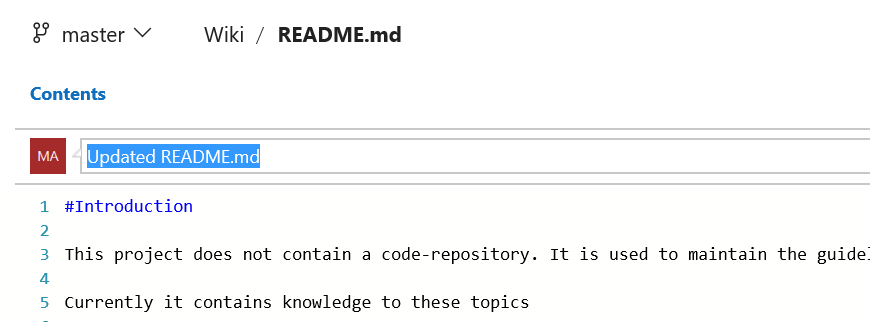 master Wiki / README.md
Contents
MA Updated README.md
1 #Introduction
2
3 This project does not contain a code-repository. It is used to maintain the
4
5 Currently it contains knowledge to these topics